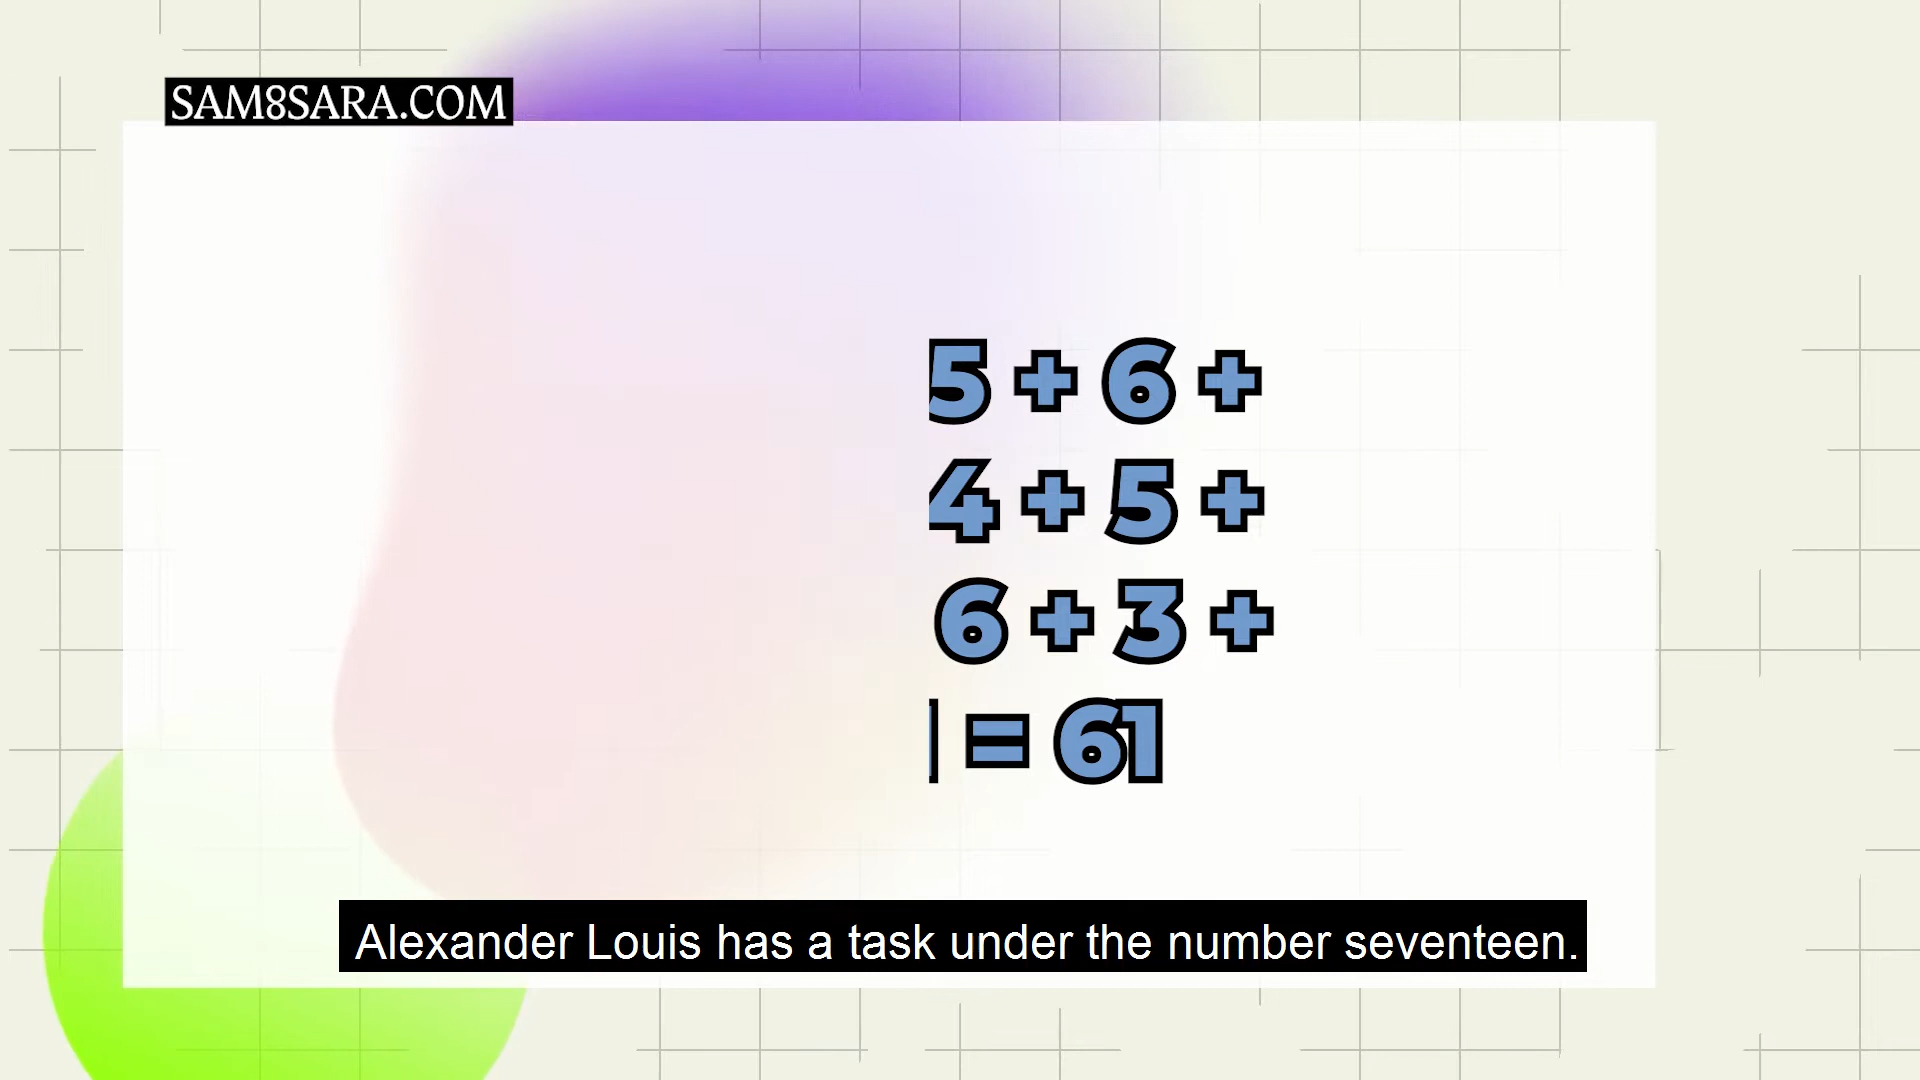 SAM8SARA.COM
5 + 6 +
4 + 5 +
6 + 3 +
= 61
Alexander Louis has a task under the number seventeen.